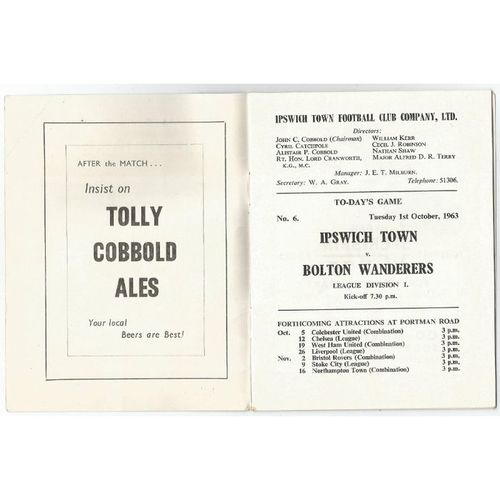 AFTER the MATCH . . .
Insist on
TOLLY
COBBOLD
ALES
Your local
Beers are Best!
IPSWICH TOWN FOOTBALL CLUB COMPANY, LTD.
Directors:
JOHN C. COBBOLD (Chairman) WILLIAM KERR
CYRIL CATCHPOLE CECIL J. ROBINSON
ALISTAIR P. COBBOLD NATHAN SHAW
RT. HON. LORD CRANWORTH, MAJOR ALFRED D. R. TERRY
K.G., M.C.
Manager: J. E. T. MILBURN.
Secretary: W. A. GRAY. Telephone: 51306.
TO-DAY'S GAME
No. 6. Tuesday 1st October, 1963
IPSWICH TOWN
v.
BOLTON WANDERERS
LEAGUE DIVISION I.
Kick-off 7.30 p.m.
FORTHCOMING ATTRACTIONS AT PORTMAN ROAD
Oct. 5 Colchester United (Combination) 3 p.m.
12 Chelsea (League) 3 p.m.
19 West Ham United (Combination) 3 p.m.
26 Liverpool (League) 3 p.m.
Nov. 2 Bristol Rovers (Combination) 3 p.m.
9 Stoke City (League) 3 p.m.
16 Northampton Town (Combination) 3 p.m.